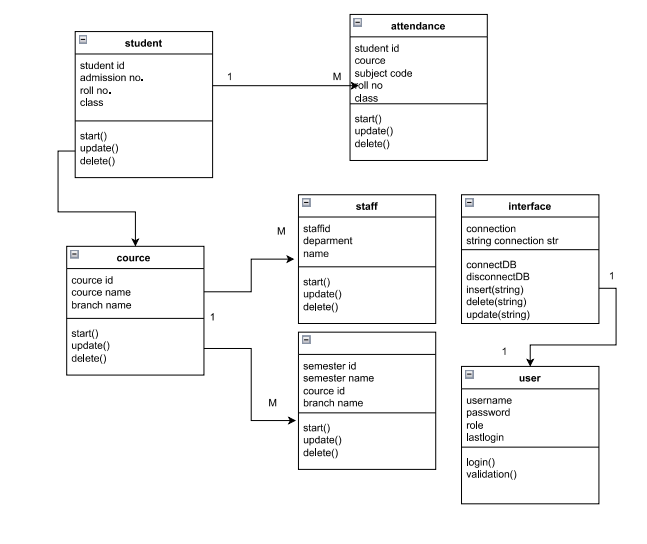 student
student id
admission no.
roll no.
class
start()
update()
delete()
1
M
attendance
student id
cource
subject code
roll no
class
start()
update()
delete()
cource
cource id
cource name
branch name
start()
update()
delete()
M
1
M
staff
staffid
deparment
name
start()
update()
delete()
semester id
semester name
cource id
branch name
start()
update()
delete()
interface
connection
string connection str
connectDB
disconnectDB
insert(string)
delete(string)
update(string)
1
1
user
username
password
role
lastlogin
login()
validation()